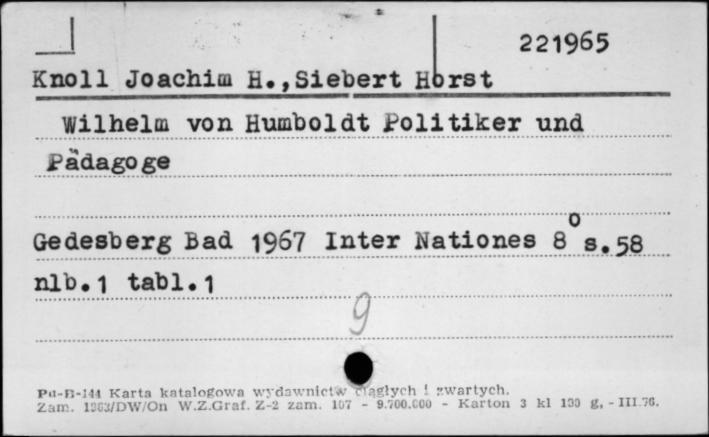 221965
Knoll Joachim H.,Siebert Horst
Wilhelm von Humboldt Politiker und
Pädagoge
Gedesberg Bad 1967 Inter Nationes 8° s.58
nlb.1 tabl.1
9
Pu-B-144 Karta katalogowa wydawnictw ciągłych i zwartych.
Zam. /DW/On W.Z.Graf. Z-2 zam. 107 - 9.700.000 - Karton 3 kl 190 g, - III.76.